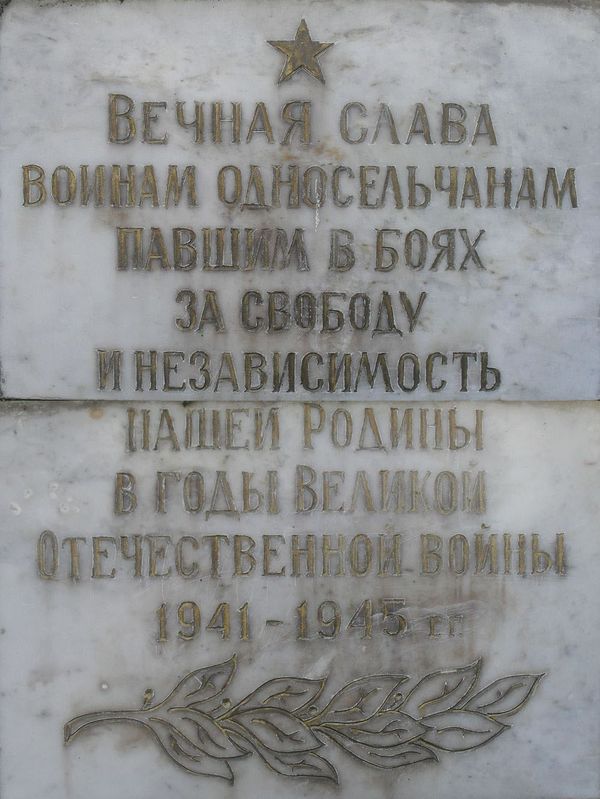 Вечная слава
воинам односельчанам
павшим в боях
за свободу
и независимость
нашей Родины
в годы Великой
Отечественной войны
1941-1945 гг